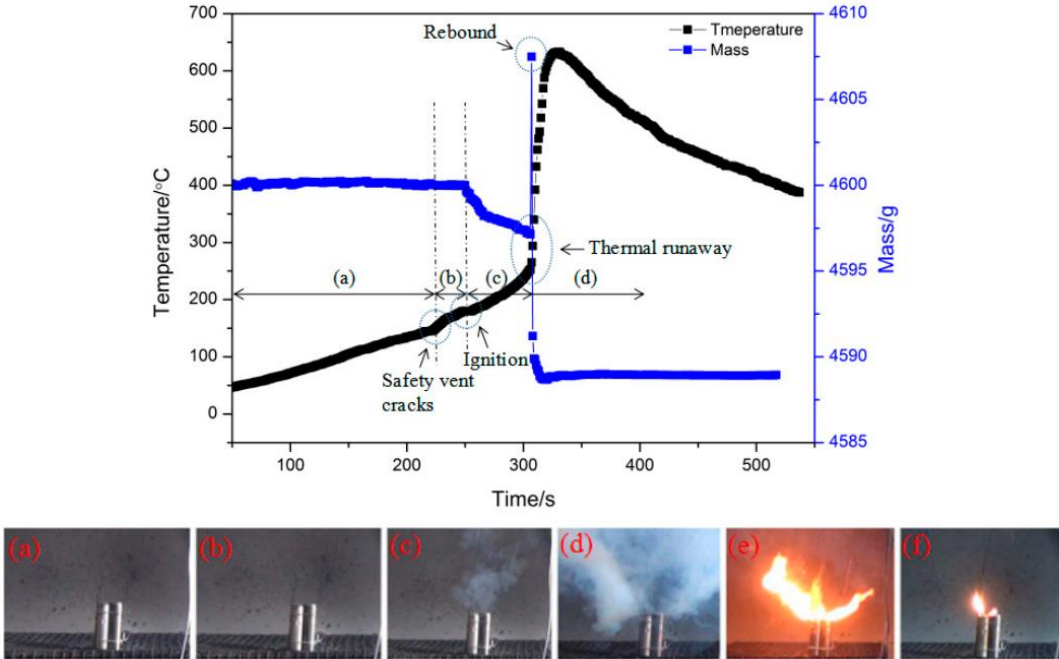 700
600
500
400
300
200
100
0
Temperature/°C
4610
4605
4600
4595
4590
4585
Mass/g
Tmeperature
Mass
Rebound
Thermal runaway
(a)
(b)
(c)
(d)
Ignition
Safety vent
cracks
100
200
300
400
500
Time/s
(a)
(b)
(c)
(d)
(e)
(f)